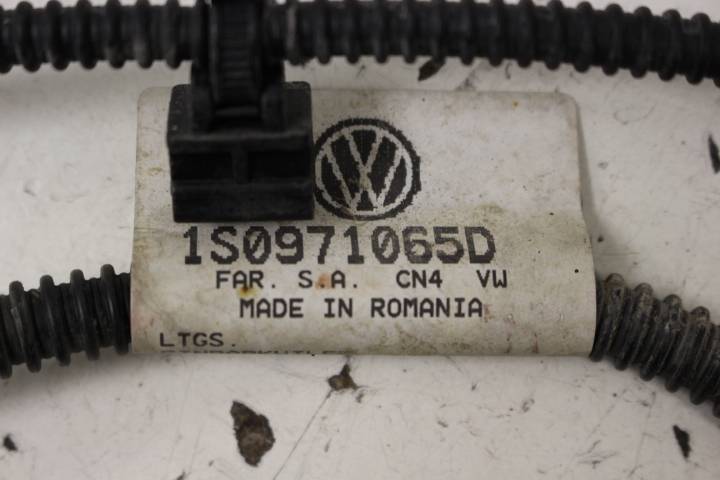 1S0971065D
FAR. S.A. CN4 VW
MADE IN ROMANIA
LTGS.